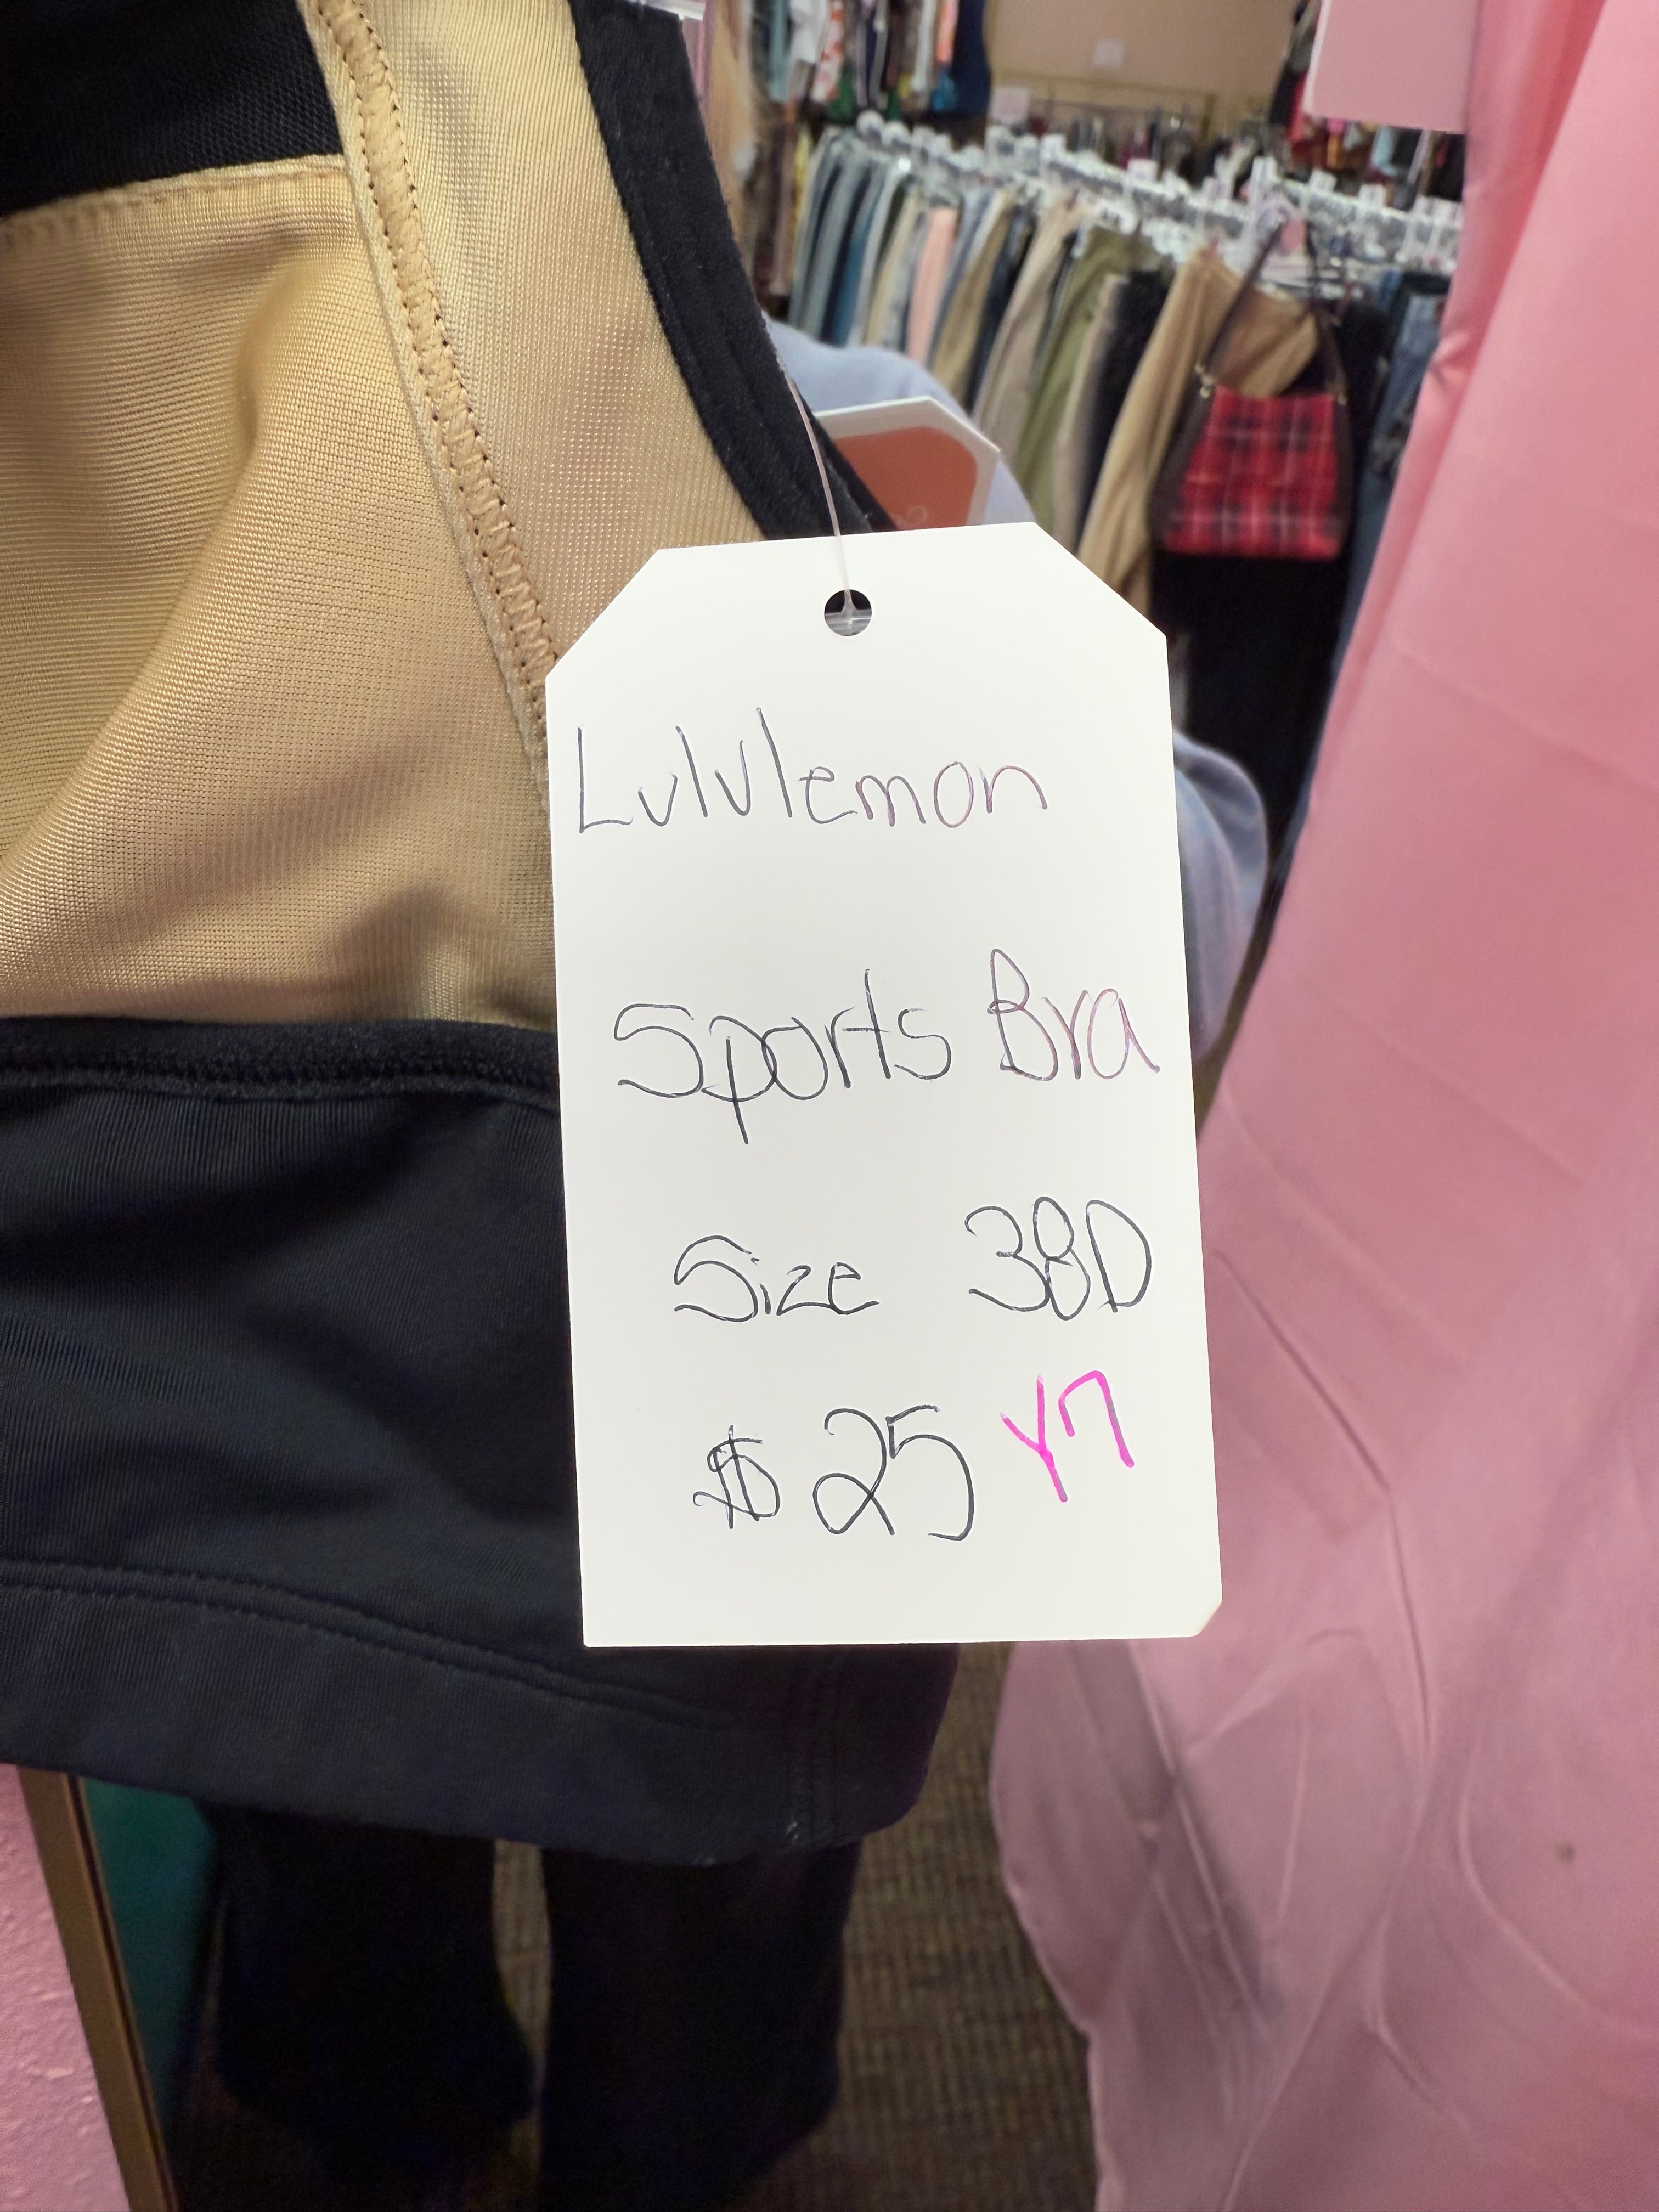 Lululemon
Sports Bra
Size 38D
$25 Y7